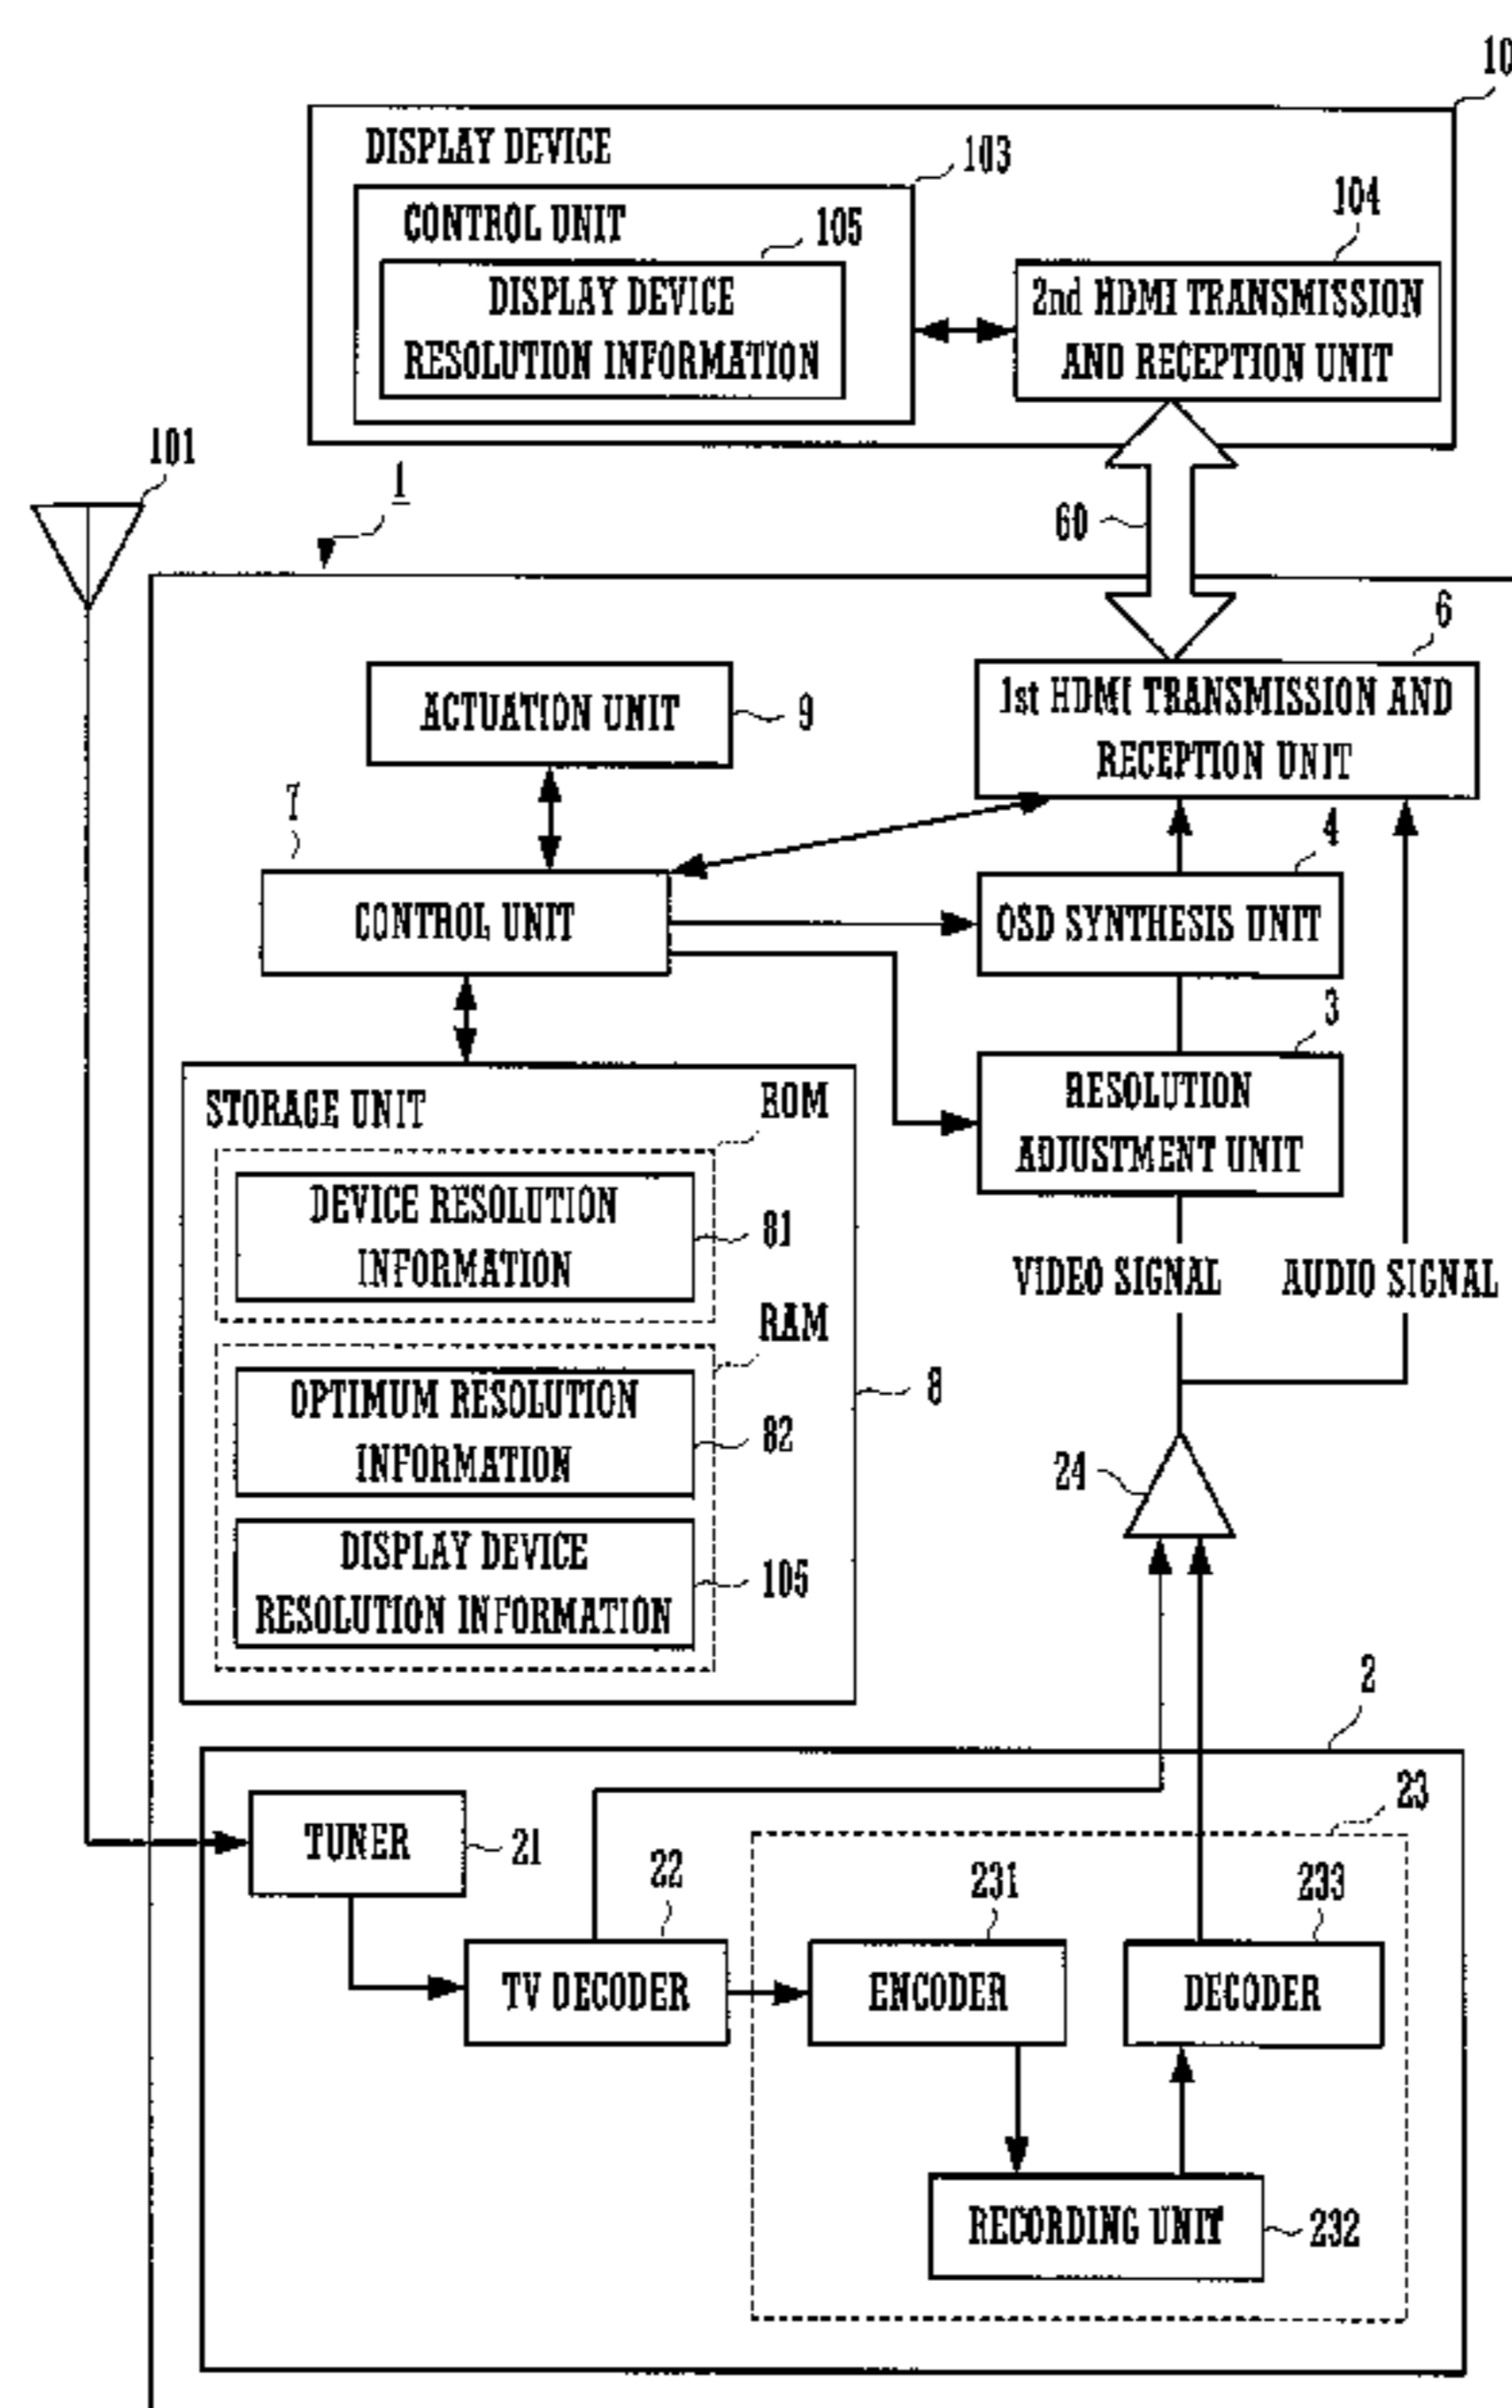 10
DISPLAY DEVICE
103
CONTROL UNIT
105
104
DISPLAY DEVICE
RESOLUTION INFORMATION
2nd HDMI TRANSMISSION
AND RECEPTION UNIT
101
1
60
6
ACTUATION UNIT
9
1st HDMI TRANSMISSION AND
RECEPTION UNIT
7
4
CONTROL UNIT
OSD SYNTHESIS UNIT
3
STORAGE UNIT
ROM
RESOLUTION
ADJUSTMENT UNIT
DEVICE RESOLUTION
INFORMATION
81
VIDEO SIGNAL
AUDIO SIGNAL
RAM
OPTIMUM RESOLUTION
INFORMATION
82
8
24
DISPLAY DEVICE
RESOLUTION INFORMATION
105
2
23
TUNER
21
22
231
233
TV DECODER
ENCODER
DECODER
RECORDING UNIT
232